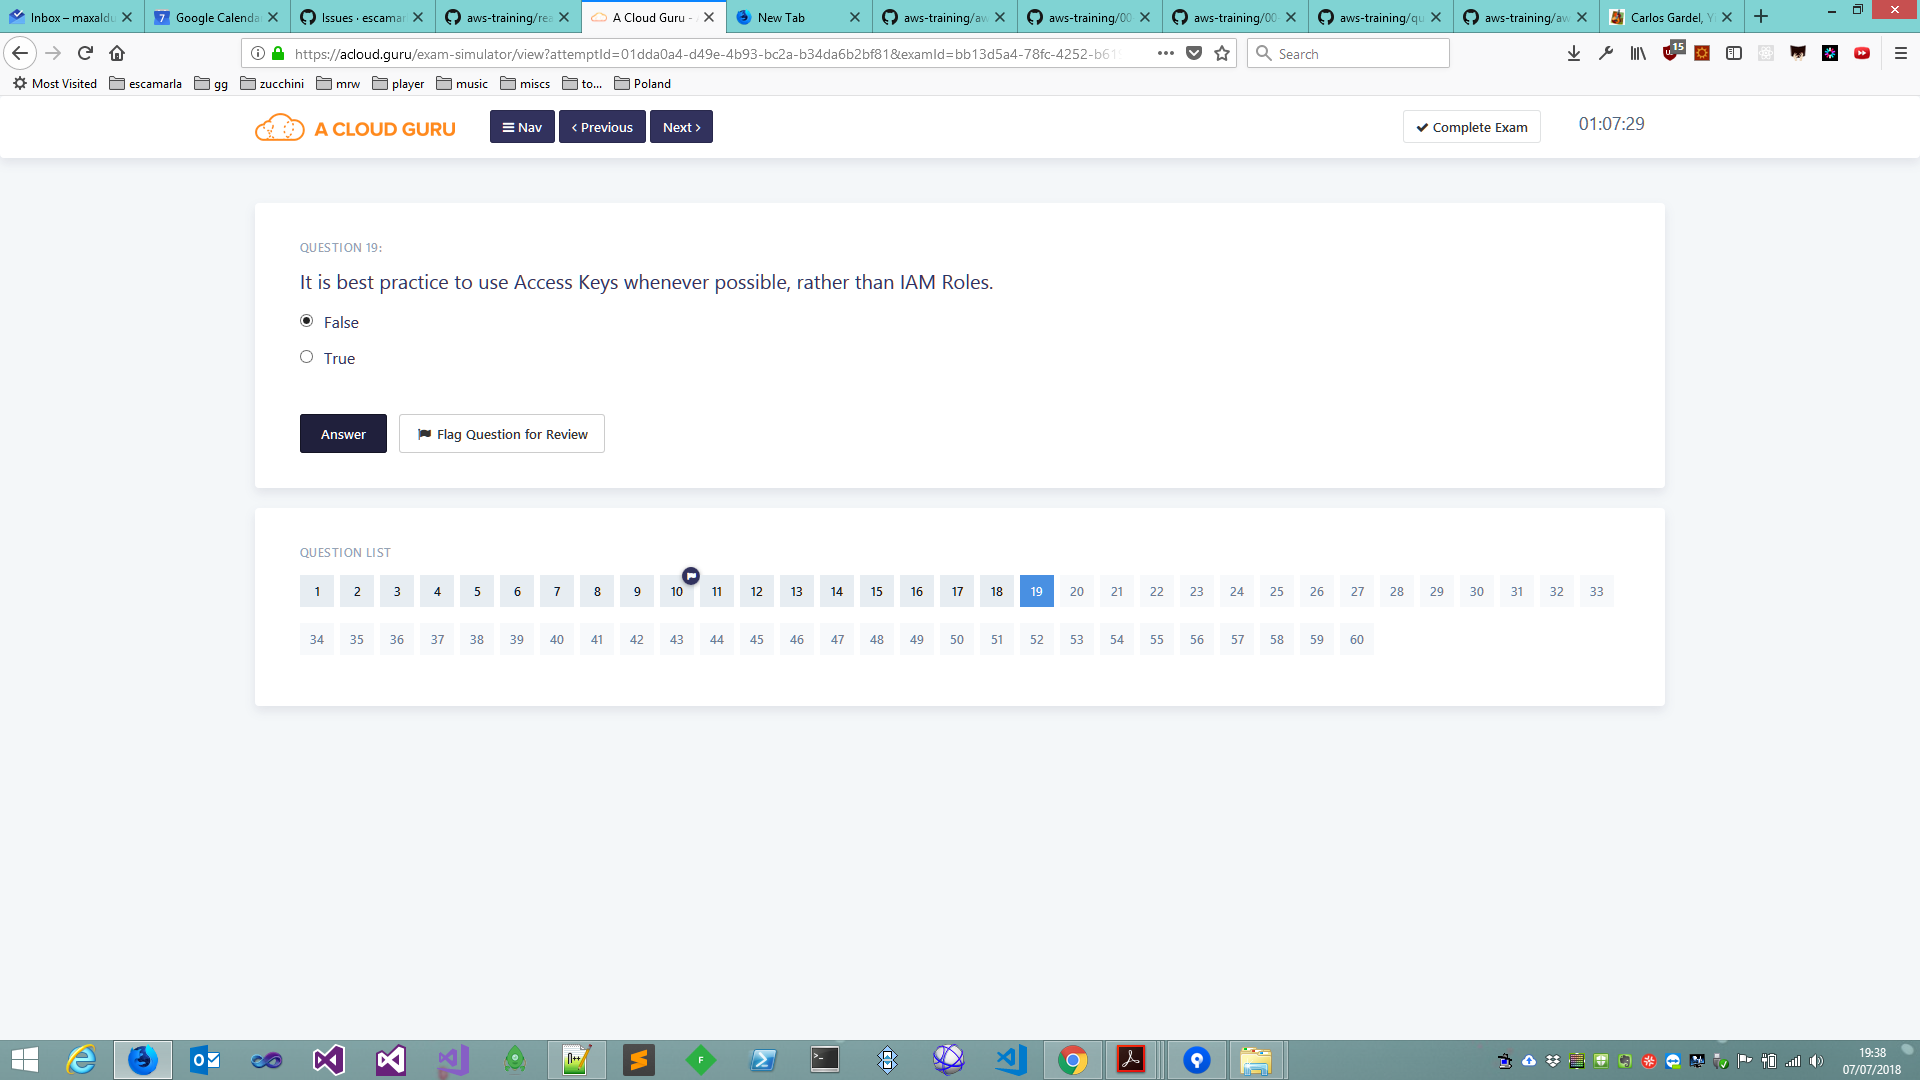 Inbox – maxaldu
Google Calenda
Issues · escamar
aws-training/rea
A Cloud Guru -
New Tab
aws-training/aw
aws-training/00
aws-training/00
aws-training/qu
aws-training/aw
Carlos Gardel, Y
https://acloud.guru/exam-simulator/view?attemptId=01dda0a4-d49e-4b93-bc2a-b34da6b2bf81&examId=bb13d5a4-78fc-4252-b61
Search
15
Most Visited
escamarla
gg
zucchini
mrw
player
music
miscs
to...
Poland
A CLOUD GURU
Nav
Previous
Next
Complete Exam
01:07:29
QUESTION 19:
It is best practice to use Access Keys whenever possible, rather than IAM Roles.
False
True
Answer
Flag Question for Review
QUESTION LIST
1 2 3 4 5 6 7 8 9 10 11 12 13 14 15 16 17 18 19 20 21 22 23 24 25 26 27 28 29 30 31 32 33
34 35 36 37 38 39 40 41 42 43 44 45 46 47 48 49 50 51 52 53 54 55 56 57 58 59 60
19:38
07/07/2018